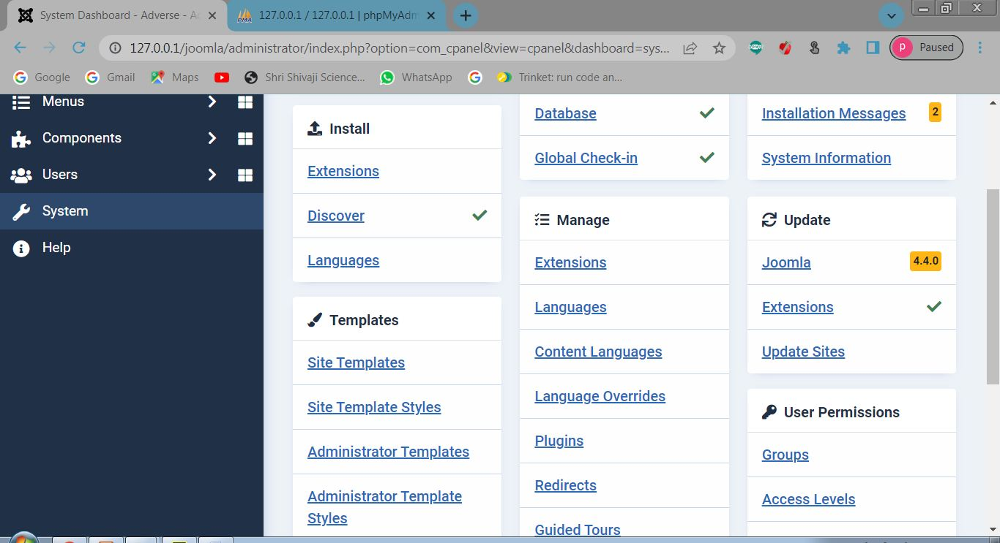 System Dashboard - Adverse - A
127.0.0.1 / 127.0.0.1 | phpMyAdm
127.0.0.1/joomla/administrator/index.php?option=com_cpanel&view=cpanel&dashboard=sys...
P
Paused
Google
Gmail
Maps
Shri Shivaji Science...
WhatsApp
Trinket: run code an...
Menus
Components
Users
System
Help
Install
Extensions
Discover
Languages
Templates
Site Templates
Site Template Styles
Administrator Templates
Administrator Template
Styles
Database
Global Check-in
Manage
Extensions
Languages
Content Languages
Language Overrides
Plugins
Redirects
Guided Tours
Installation Messages 2
System Information
Update
Joomla 4.4.0
Extensions
Update Sites
User Permissions
Groups
Access Levels